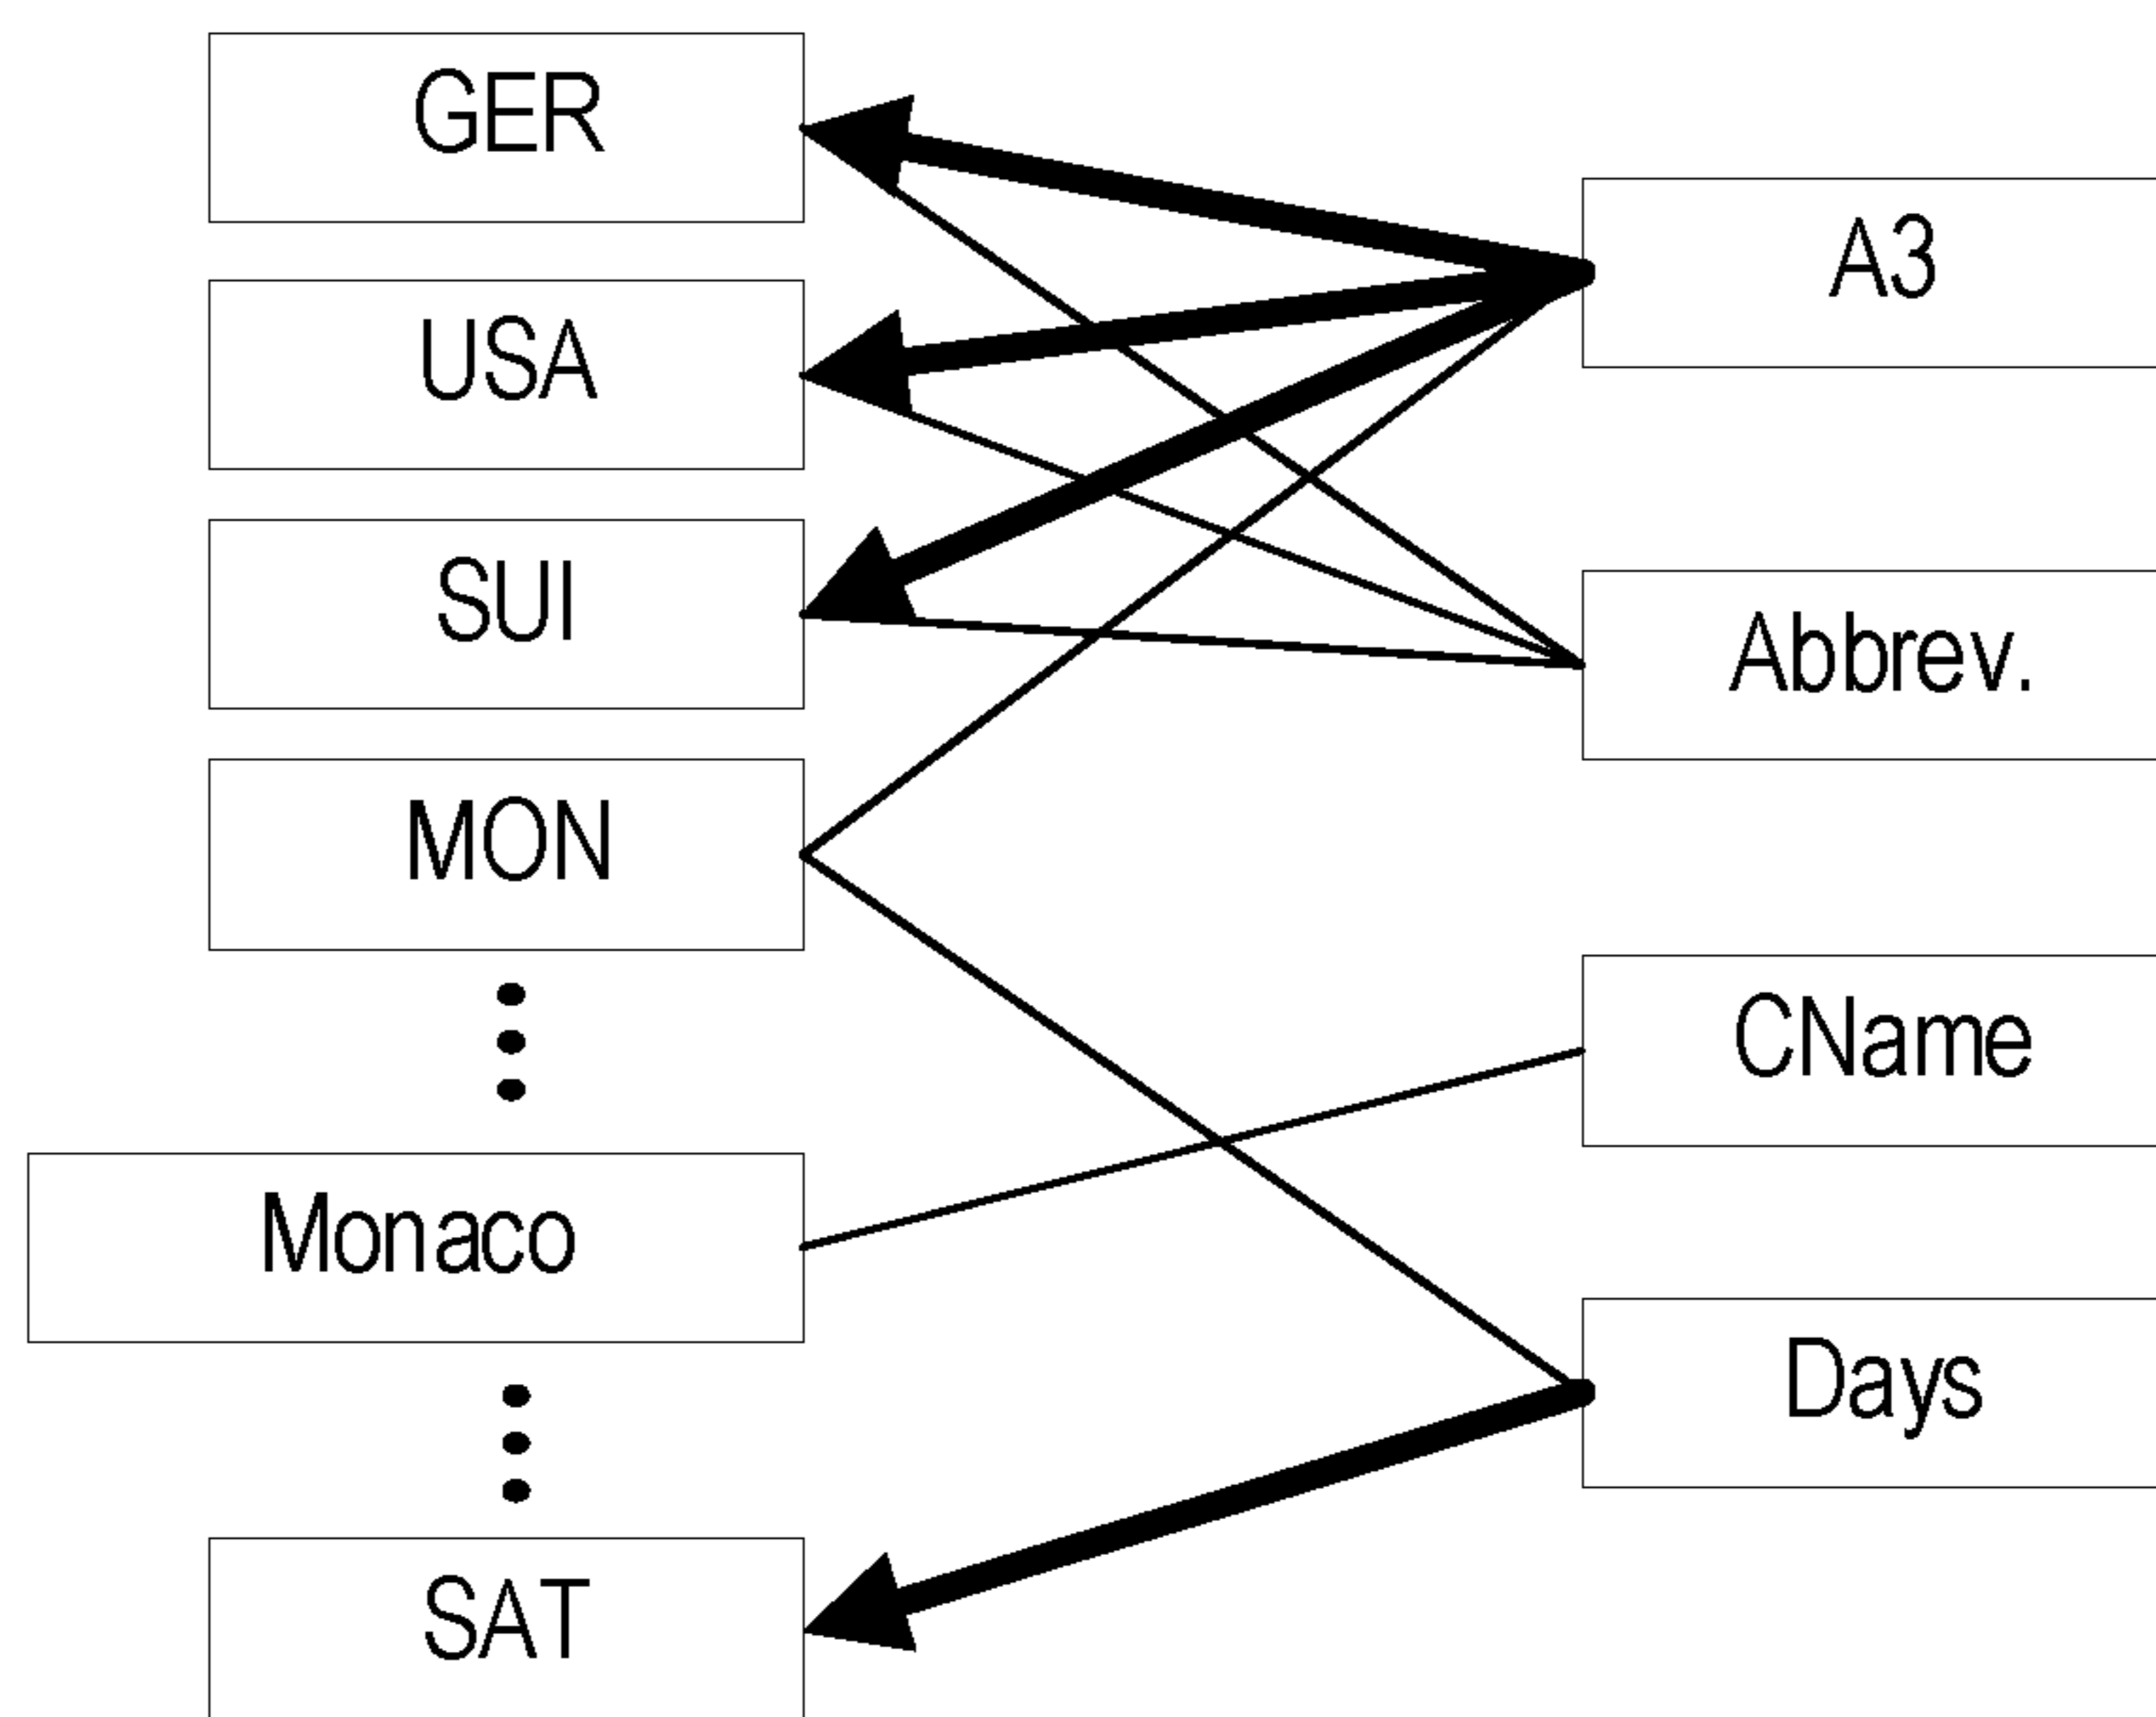 GER
USA
SUI
MON
Monaco
SAT
A3
Abbrev.
CName
Days